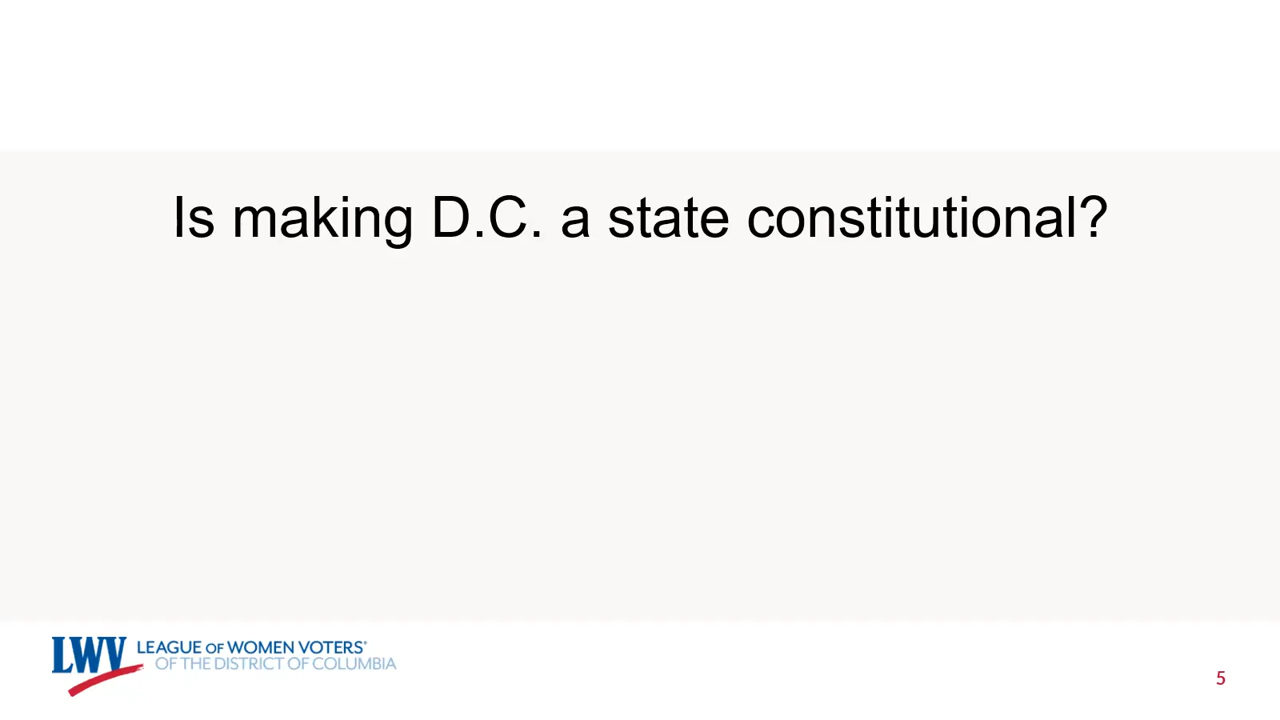 Is making D.C. a state constitutional?
LWV LEAGUE OF WOMEN VOTERS®
OF THE DISTRICT OF COLUMBIA
5